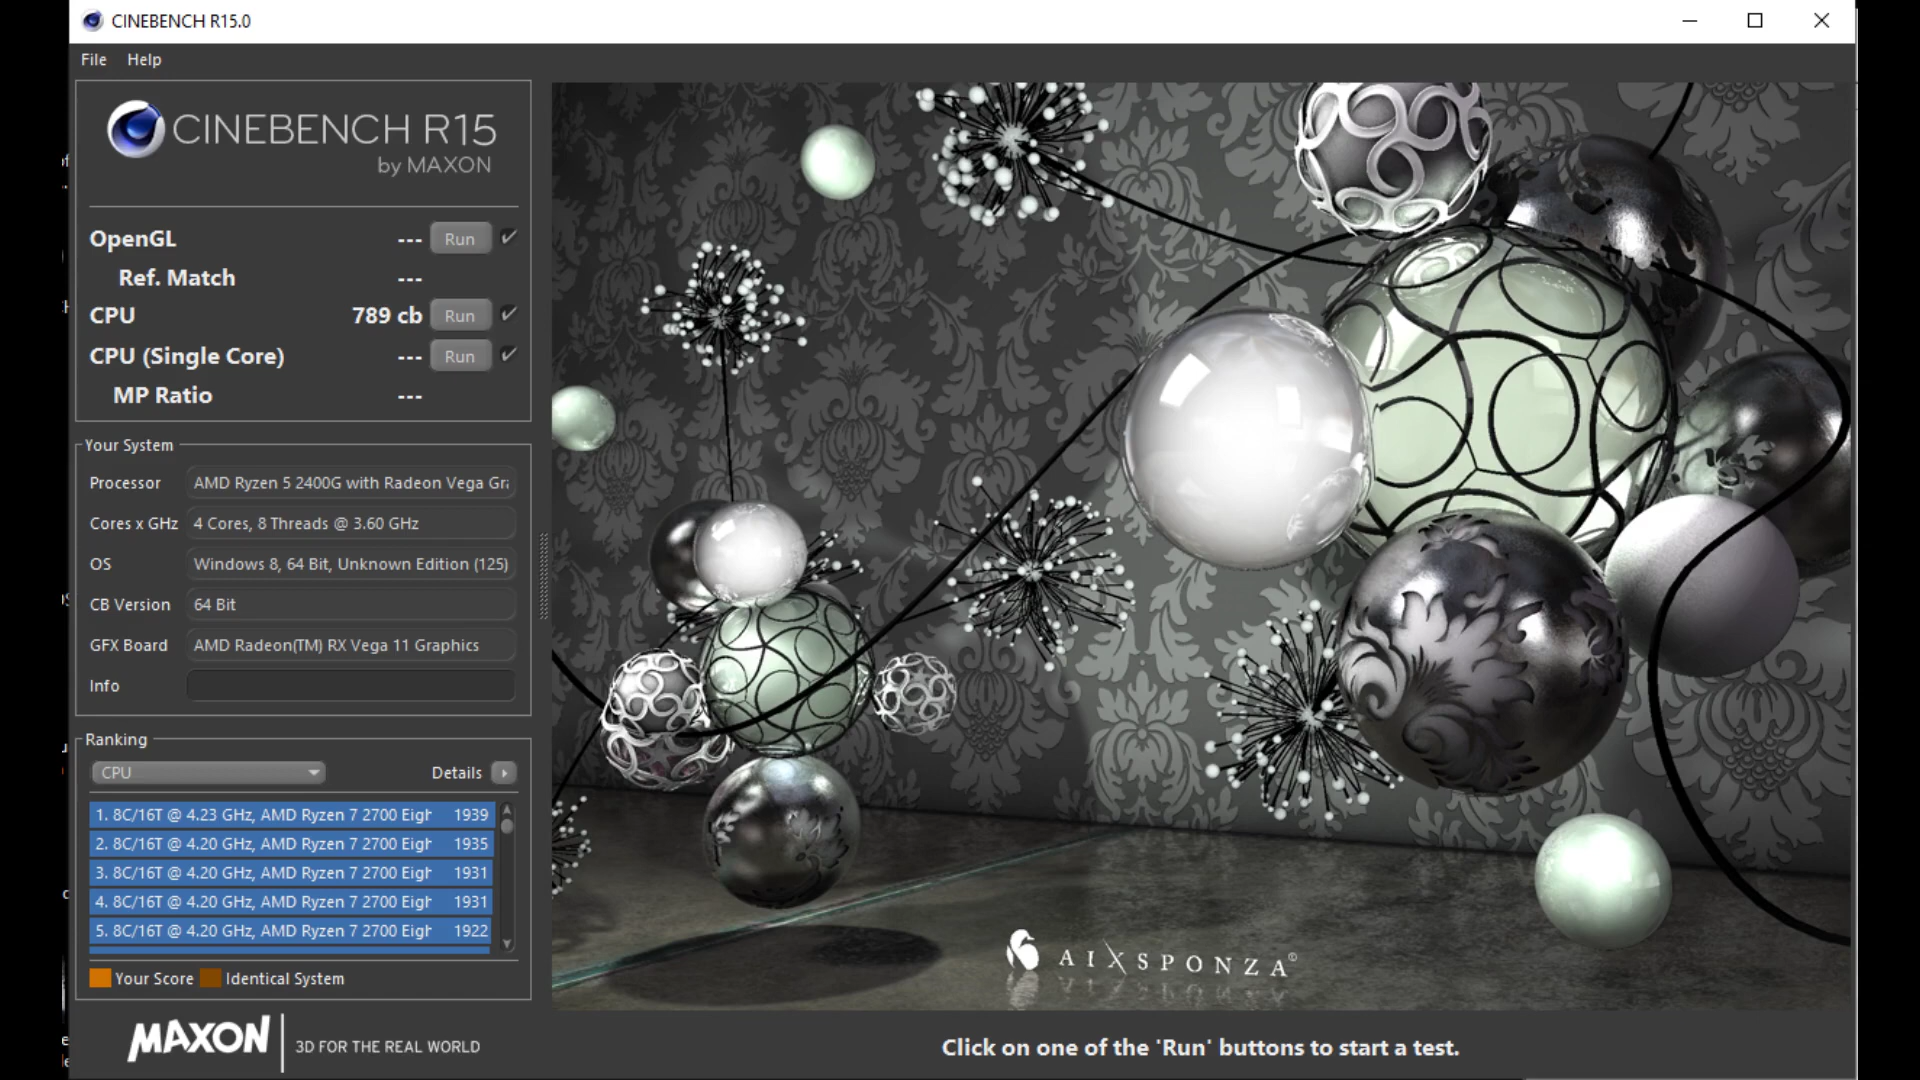 CINEBENCH R15.0
File Help
CINEBENCH R15
by MAXON
OpenGL --- Run
Ref. Match ---
CPU 789 cb Run
CPU (Single Core) --- Run
MP Ratio ---
Your System
Processor AMD Ryzen 5 2400G with Radeon Vega Gr
Cores x GHz 4 Cores, 8 Threads @ 3.60 GHz
OS Windows 8, 64 Bit, Unknown Edition (125)
CB Version 64 Bit
GFX Board AMD Radeon(TM) RX Vega 11 Graphics
Info
Ranking
CPU Details
1. 8C/16T @ 4.23 GHz, AMD Ryzen 7 2700 Eigh 1939
2. 8C/16T @ 4.20 GHz, AMD Ryzen 7 2700 Eigh 1935
3. 8C/16T @ 4.20 GHz, AMD Ryzen 7 2700 Eigh 1931
4. 8C/16T @ 4.20 GHz, AMD Ryzen 7 2700 Eigh 1931
5. 8C/16T @ 4.20 GHz, AMD Ryzen 7 2700 Eigh 1922
Your Score Identical System
MAXON 3D FOR THE REAL WORLD
AIXSPONZA®
Click on one of the 'Run' buttons to start a test.